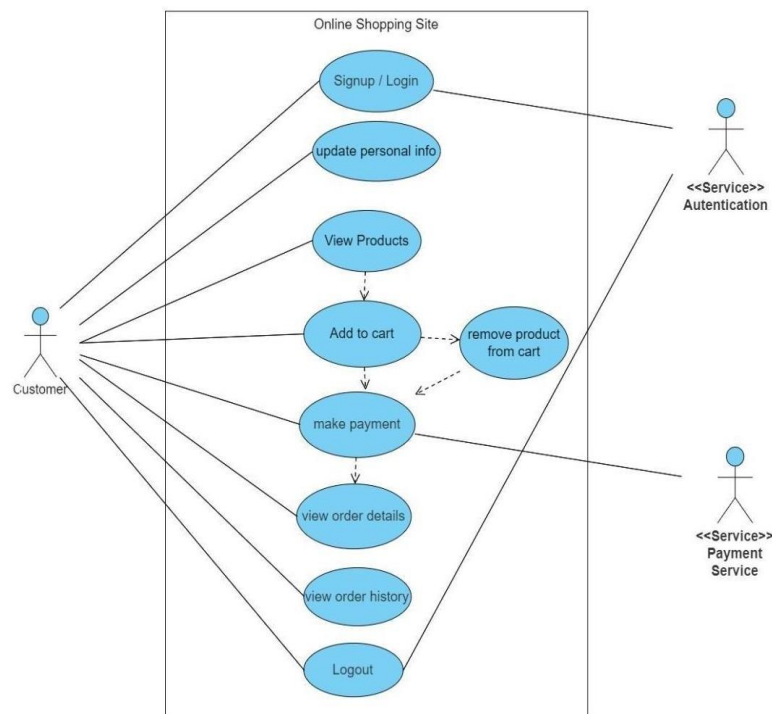 Online Shopping Site
Signup / Login
update personal info
<<Service>>
Autentication
View Products
Add to cart
remove product
from cart
Customer
make payment
<<Service>>
Payment
Service
view order details
view order history
Logout